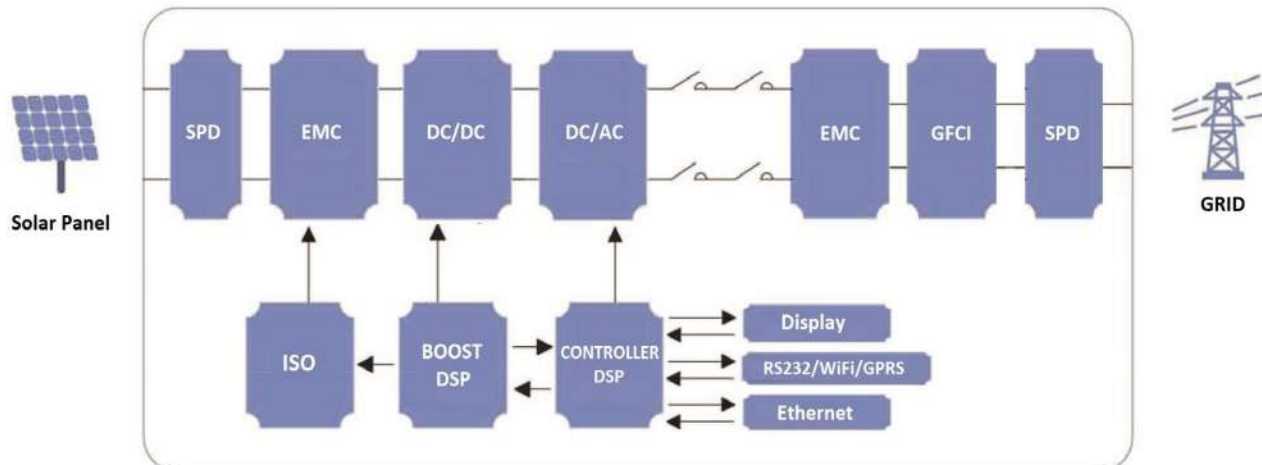 SPD
EMC
DC/DC
DC/AC
EMC
GFCI
SPD
Solar Panel
GRID
ISO
BOOST
DSP
CONTROLLER
DSP
Display
RS232/WiFi/GPRS
Ethernet